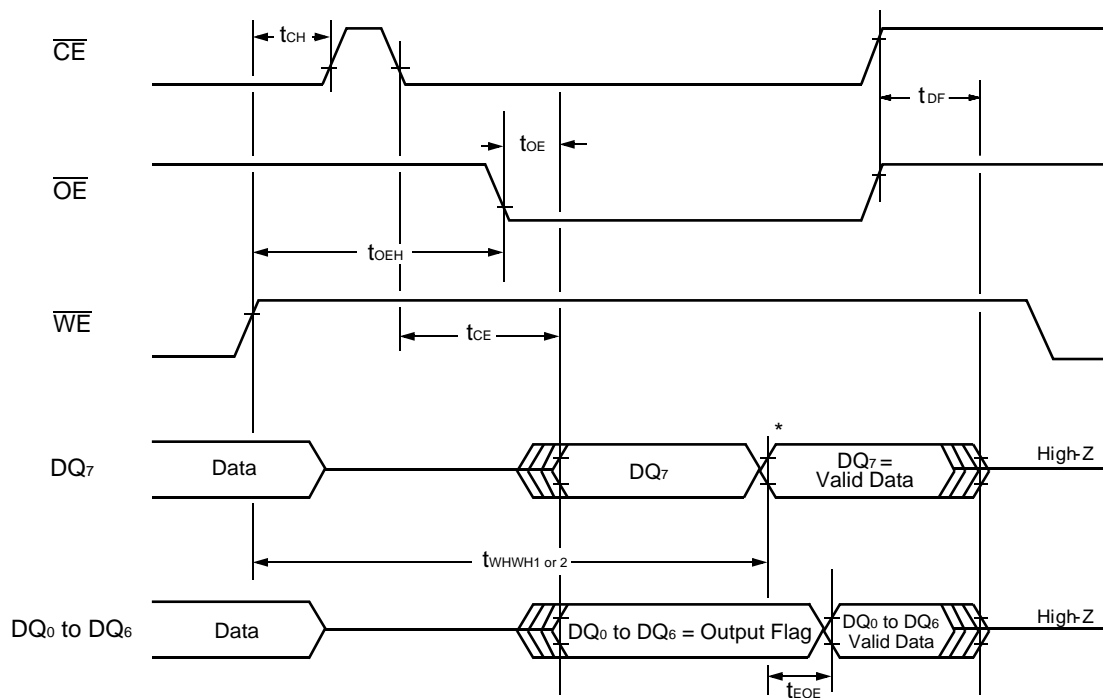 tCH
CE
tDF
tOE
OE
tOEH
WE
tCE
*
DQ7
Data
DQ7
DQ7 =
Valid Data
High-Z
tWHWH1 or 2
DQ0 to DQ6
Data
DQ0 to DQ6 = Output Flag
DQ0 to DQ6
Valid Data
High-Z
tEOE